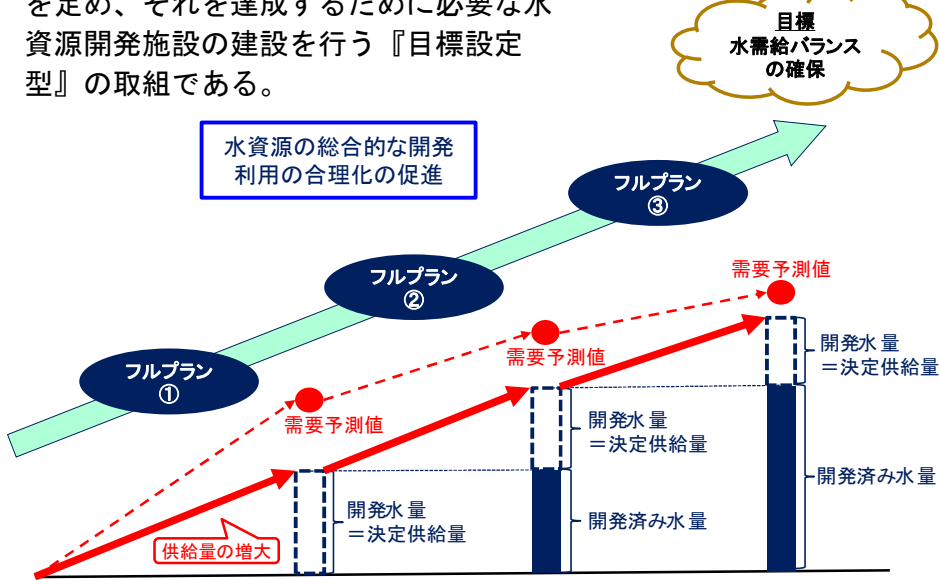 を定め、それを達成するために必要な水
資源開発施設の建設を行う『目標設定
型』の取組である。
目標
水需給バランス
の確保
水資源の総合的な開発
利用の合理化の促進
フルプラン
③
フルプラン
②
フルプラン
①
需要予測値
需要予測値
需要予測値
開発水量
＝決定供給量
開発水量
＝決定供給量
開発済み水量
開発水量
＝決定供給量
開発済み水量
供給量の増大